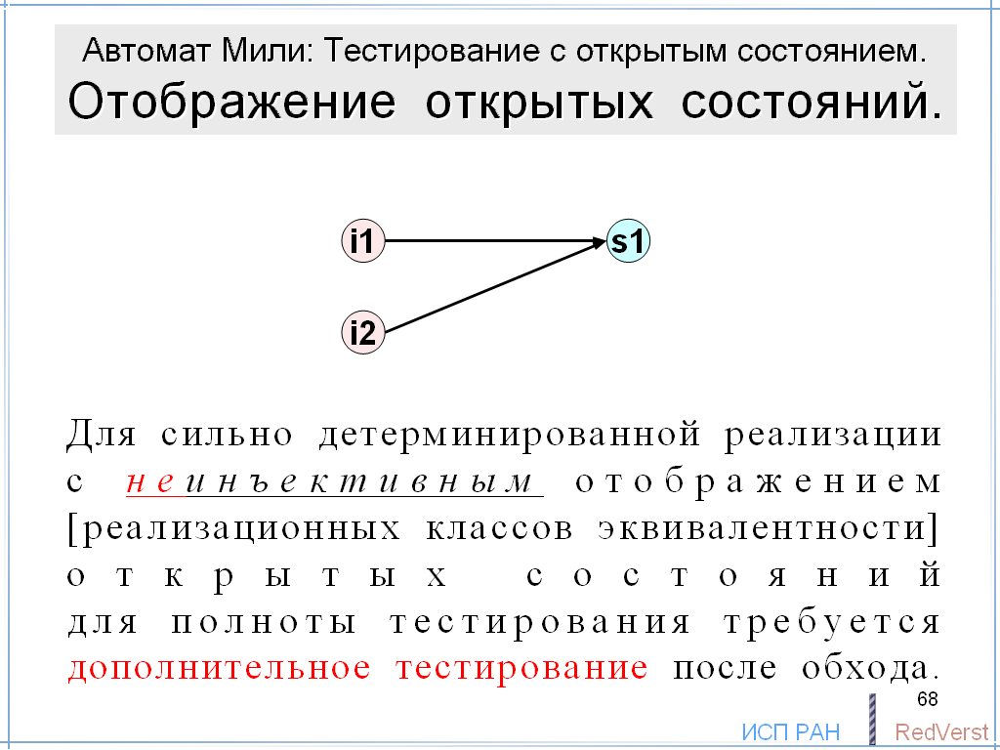 Автомат Мили: Тестирование с открытым состоянием.
Отображение открытых состояний.
i1
s1
i2
Для сильно детерминированной реализации
с неинъективным отображением
[реализационных классов эквивалентности]
открытых состояний
для полноты тестирования требуется
дополнительное тестирование после обхода.
68
ИСП РАН
RedVerst